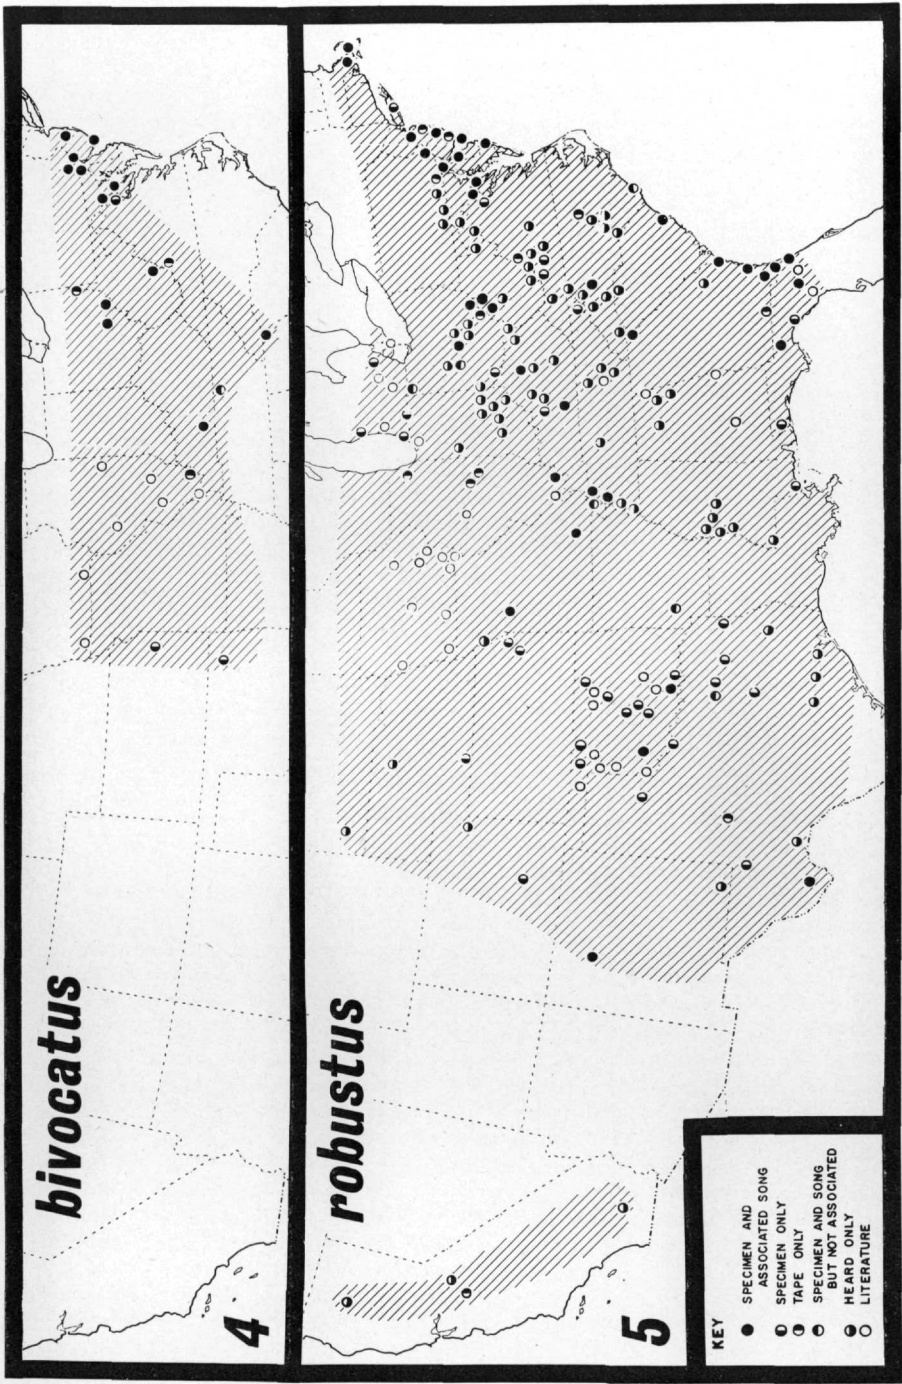 bivocatus
4
robustus
5
KEY
SPECIMEN AND
ASSOCIATED SONG
SPECIMEN ONLY
TAPE ONLY
SPECIMEN AND SONG
BUT NOT ASSOCIATED
HEARD ONLY
LITERATURE